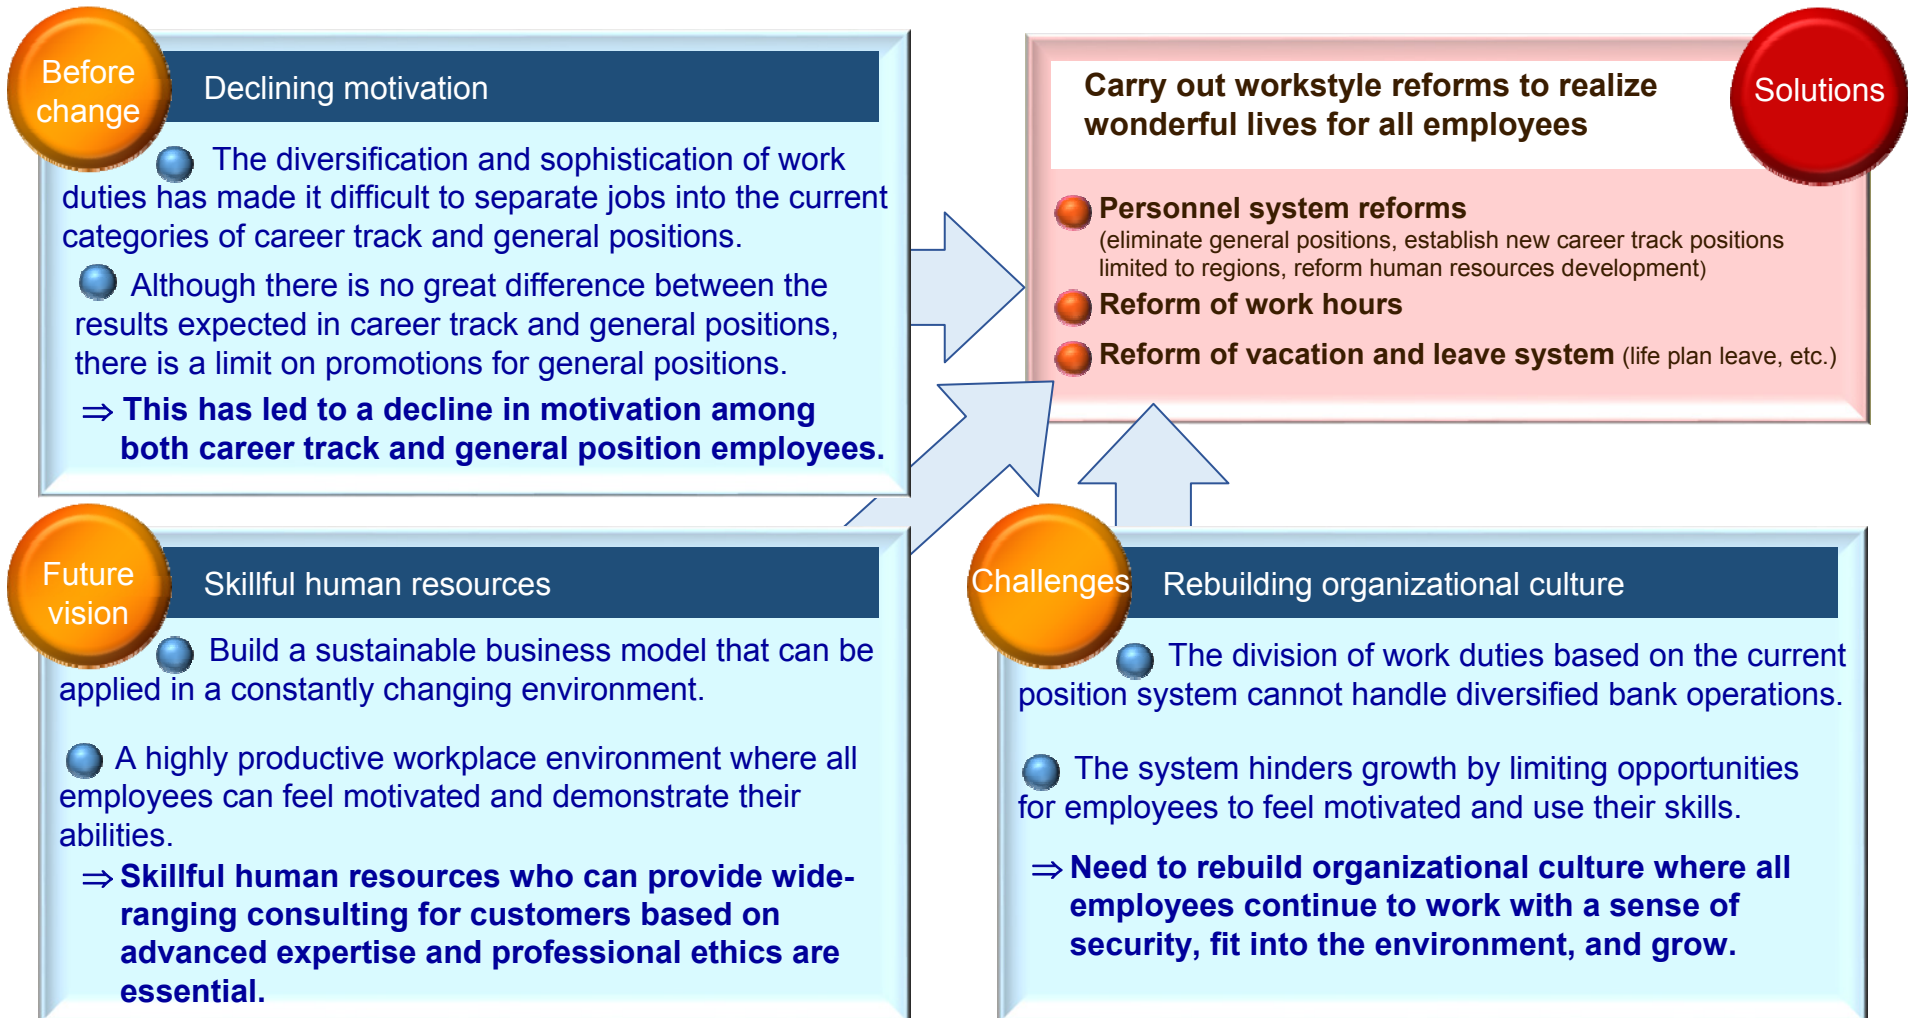 Before
change
Declining motivation
The diversification and sophistication of work
duties has made it difficult to separate jobs into the current
categories of career track and general positions.
Although there is no great difference between the
results expected in career track and general positions,
there is a limit on promotions for general positions.
⇒ This has led to a decline in motivation among
both career track and general position employees.
Solutions
Carry out workstyle reforms to realize
wonderful lives for all employees
Personnel system reforms
(eliminate general positions, establish new career track positions
limited to regions, reform human resources development)
Reform of work hours
Reform of vacation and leave system (life plan leave, etc.)
Future
vision
Skillful human resources
Build a sustainable business model that can be
applied in a constantly changing environment.
A highly productive workplace environment where all
employees can feel motivated and demonstrate their
abilities.
⇒ Skillful human resources who can provide wide-
ranging consulting for customers based on
advanced expertise and professional ethics are
essential.
Challenges
Rebuilding organizational culture
The division of work duties based on the current
position system cannot handle diversified bank operations.
The system hinders growth by limiting opportunities
for employees to feel motivated and use their skills.
⇒ Need to rebuild organizational culture where all
employees continue to work with a sense of
security, fit into the environment, and grow.